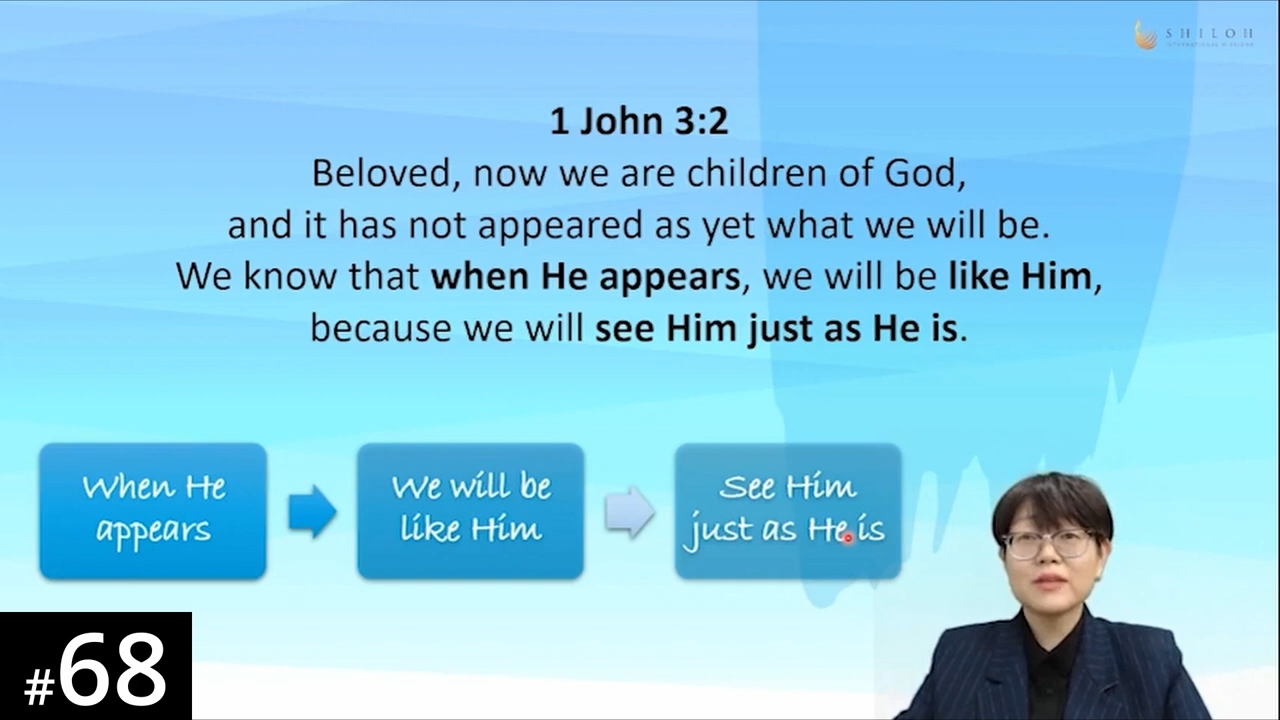 SHILOH
INTERNATIONAL MISSIONS
1 John 3:2
Beloved, now we are children of God,
and it has not appeared as yet what we will be.
We know that when He appears, we will be like Him,
because we will see Him just as He is.
When He
appears
We will be
like Him
See Him
just as He is
#68